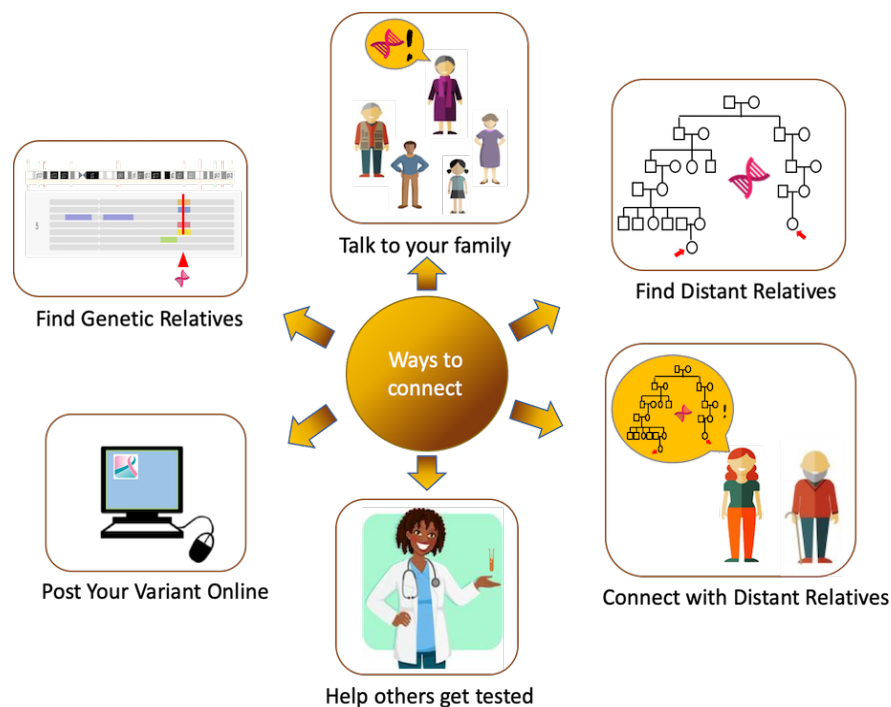 Talk to your family
Find Genetic Relatives
5
Find Distant Relatives
Ways to
connect
Post Your Variant Online
Connect with Distant Relatives
Help others get tested